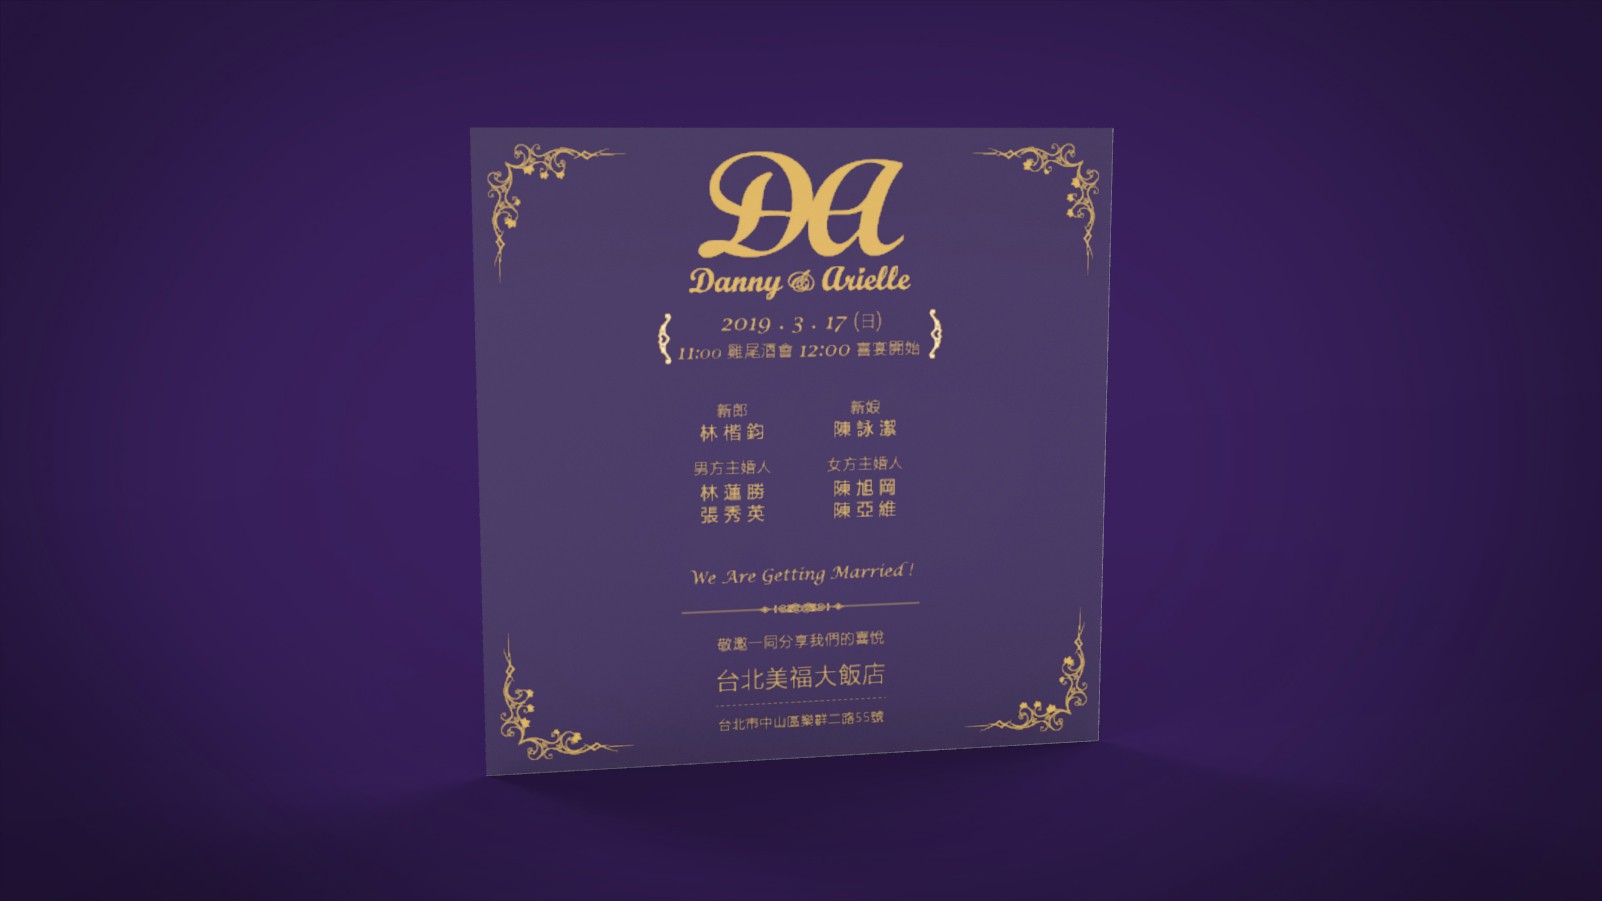 DA
Danny & Arielle
2019 . 3 . 17 (日)
11:00 雞尾酒會 12:00 喜宴開始
新郎 新娘
林楷鈞 陳詠潔
男方主婚人 女方主婚人
林蓮勝 陳旭岡
張秀英 陳亞維
We Are Getting Married !
敬邀一同分享我們的喜悅
台北美福大飯店
台北市中山區樂群二路55號